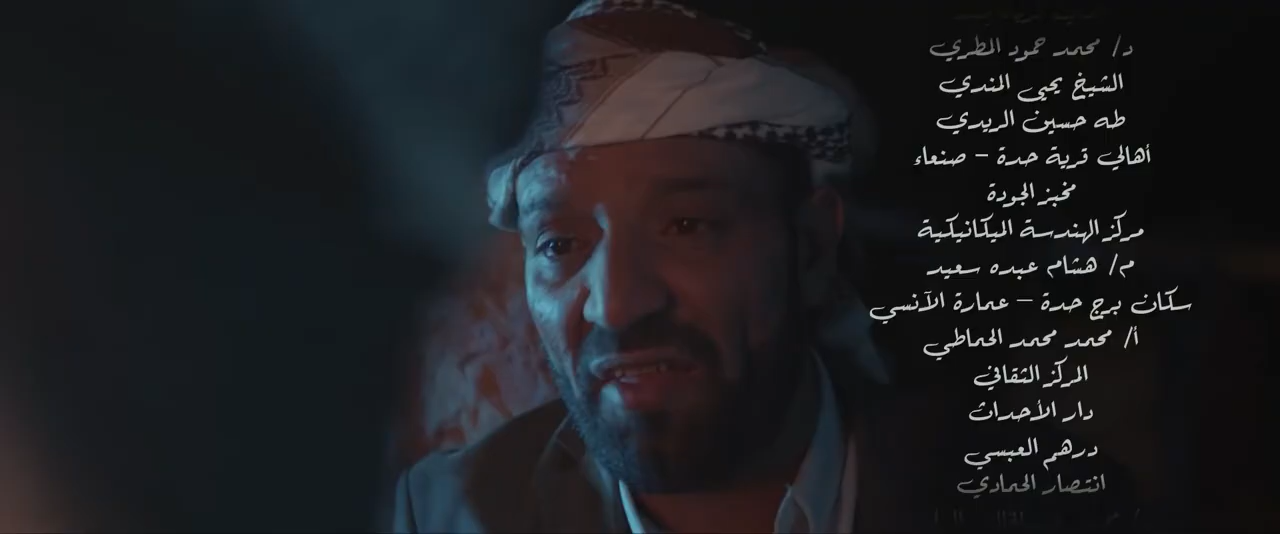 د/ محمد حمود المطري
الشيخ يحيى المندي
طه حسين الريدي
أهالي قرية حدة – صنعاء
مخبز الجودة
مركز الهندسة الميكانيكية
م/ هشام عبده سعيد
سكان برج حدة – عمارة الآنسي
أ/ محمد محمد الحماطي
المركز الثقافي
دار الأحداث
درهم العبسي
انتصار الحمادي